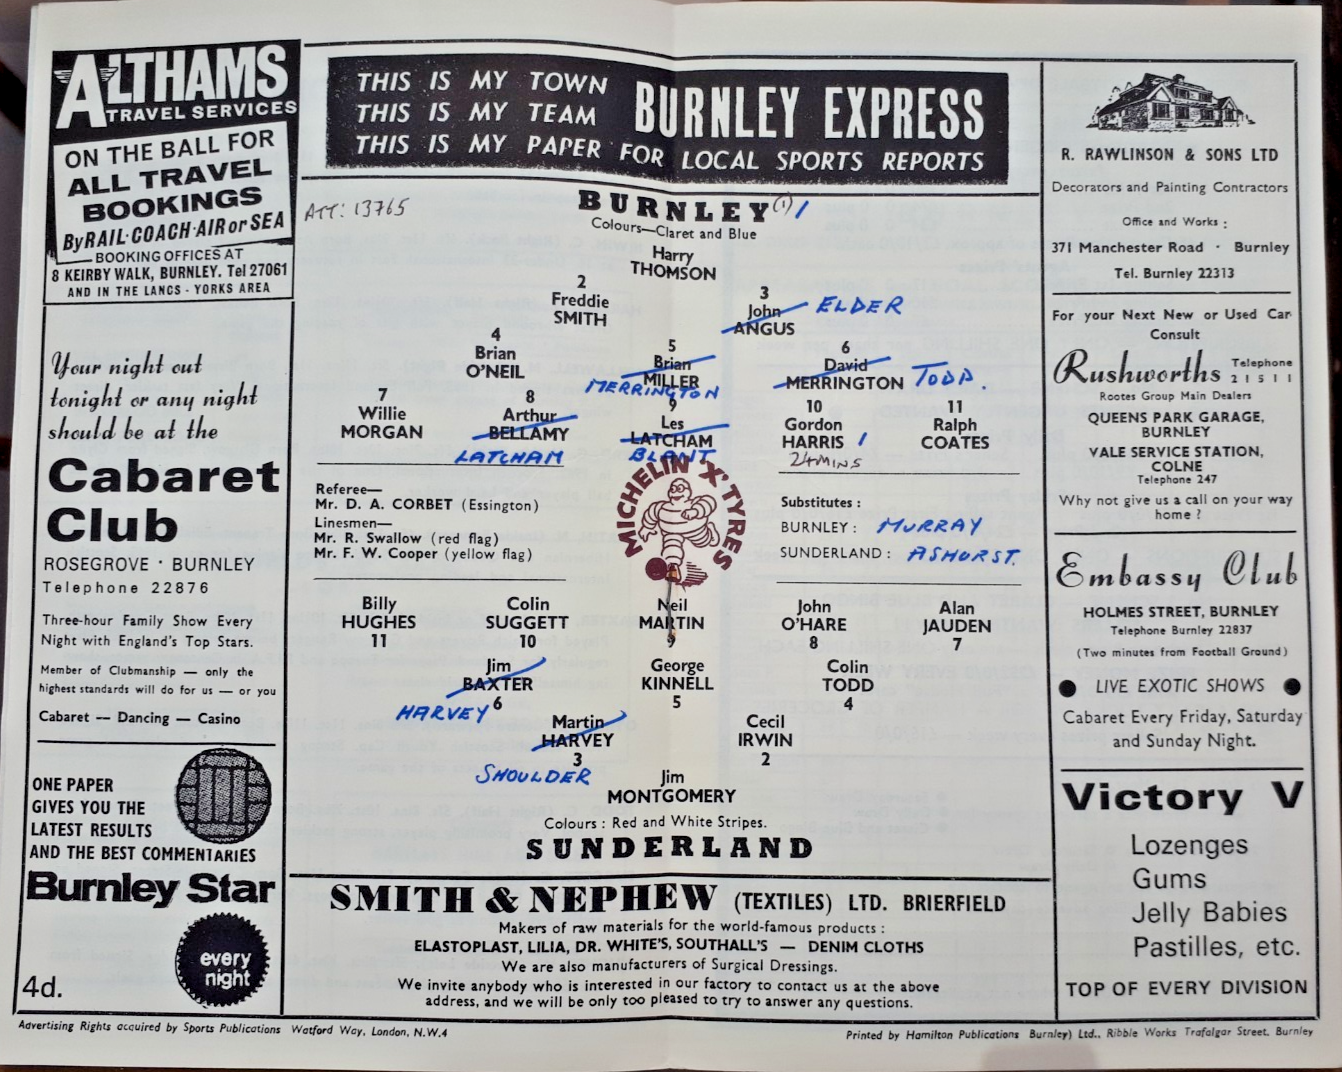 ALTHAMS
TRAVEL SERVICES
ON THE BALL FOR
ALL TRAVEL
BOOKINGS
By RAIL · COACH · AIR or SEA
BOOKING OFFICES AT
8 KEIRBY WALK, BURNLEY. Tel 27061
AND IN THE LANCS - YORKS AREA
Your night out
tonight or any night
should be at the
Cabaret
Club
ROSEGROVE · BURNLEY
Telephone 22876
Three-hour Family Show Every
Night with England's Top Stars.
Member of Clubmanship — only the
highest standards will do for us — or you
Cabaret — Dancing — Casino
ONE PAPER
GIVES YOU THE
LATEST RESULTS
AND THE BEST COMMENTARIES
Burnley Star
every
night
4d.
THIS IS MY TOWN
THIS IS MY TEAM
THIS IS MY PAPER FOR LOCAL SPORTS REPORTS
BURNLEY EXPRESS
ATT: 13765
BURNLEY (1) 1
Colours—Claret and Blue
Harry
THOMSON
2
Freddie
SMITH
3
John
ANGUS
ELDER
4
Brian
O'NEIL
5
Brian
MILLER
MERRINGTON
6
David
MERRINGTON
TODD.
7
Willie
MORGAN
8
Arthur
BELLAMY
LATCHAM
9
Les
LATCHAM
BLANT
10
Gordon
HARRIS 1
24 MINS
11
Ralph
COATES
Referee—
Mr. D. A. CORBET (Essington)
Linesmen—
Mr. R. Swallow (red flag)
Mr. F. W. Cooper (yellow flag)
MICHELIN 'X' TYRES
Substitutes :
BURNLEY : MURRAY
SUNDERLAND : ASHURST.
Billy
HUGHES
11
Colin
SUGGETT
10
Neil
MARTIN
9
John
O'HARE
8
Alan
JAUDEN
7
Jim
BAXTER
6
HARVEY
George
KINNELL
5
Colin
TODD
4
Martin
HARVEY
3
SHOULDER
Cecil
IRWIN
2
Jim
MONTGOMERY
Colours : Red and White Stripes.
SUNDERLAND
SMITH & NEPHEW (TEXTILES) LTD. BRIERFIELD
Makers of raw materials for the world-famous products :
ELASTOPLAST, LILIA, DR. WHITE'S, SOUTHALL'S — DENIM CLOTHS
We are also manufacturers of Surgical Dressings.
We invite anybody who is interested in our factory to contact us at the above
address, and we will be only too pleased to try to answer any questions.
R. RAWLINSON & SONS LTD
Decorators and Painting Contractors
Office and Works :
371 Manchester Road · Burnley
Tel. Burnley 22313
For your Next New or Used Car
Consult
Rushworths Telephone
21511
Rootes Group Main Dealers
QUEENS PARK GARAGE,
BURNLEY
VALE SERVICE STATION,
COLNE
Telephone 247
Why not give us a call on your way
home ?
Embassy Club
HOLMES STREET, BURNLEY
Telephone Burnley 22837
(Two minutes from Football Ground)
● LIVE EXOTIC SHOWS ●
Cabaret Every Friday, Saturday
and Sunday Night.
Victory V
Lozenges
Gums
Jelly Babies
Pastilles, etc.
TOP OF EVERY DIVISION
Advertising Rights acquired by Sports Publications Watford Way, London, N.W.4
Printed by Hamilton Publications Burnley) Ltd., Ribble Works Trafalgar Street. Burnley